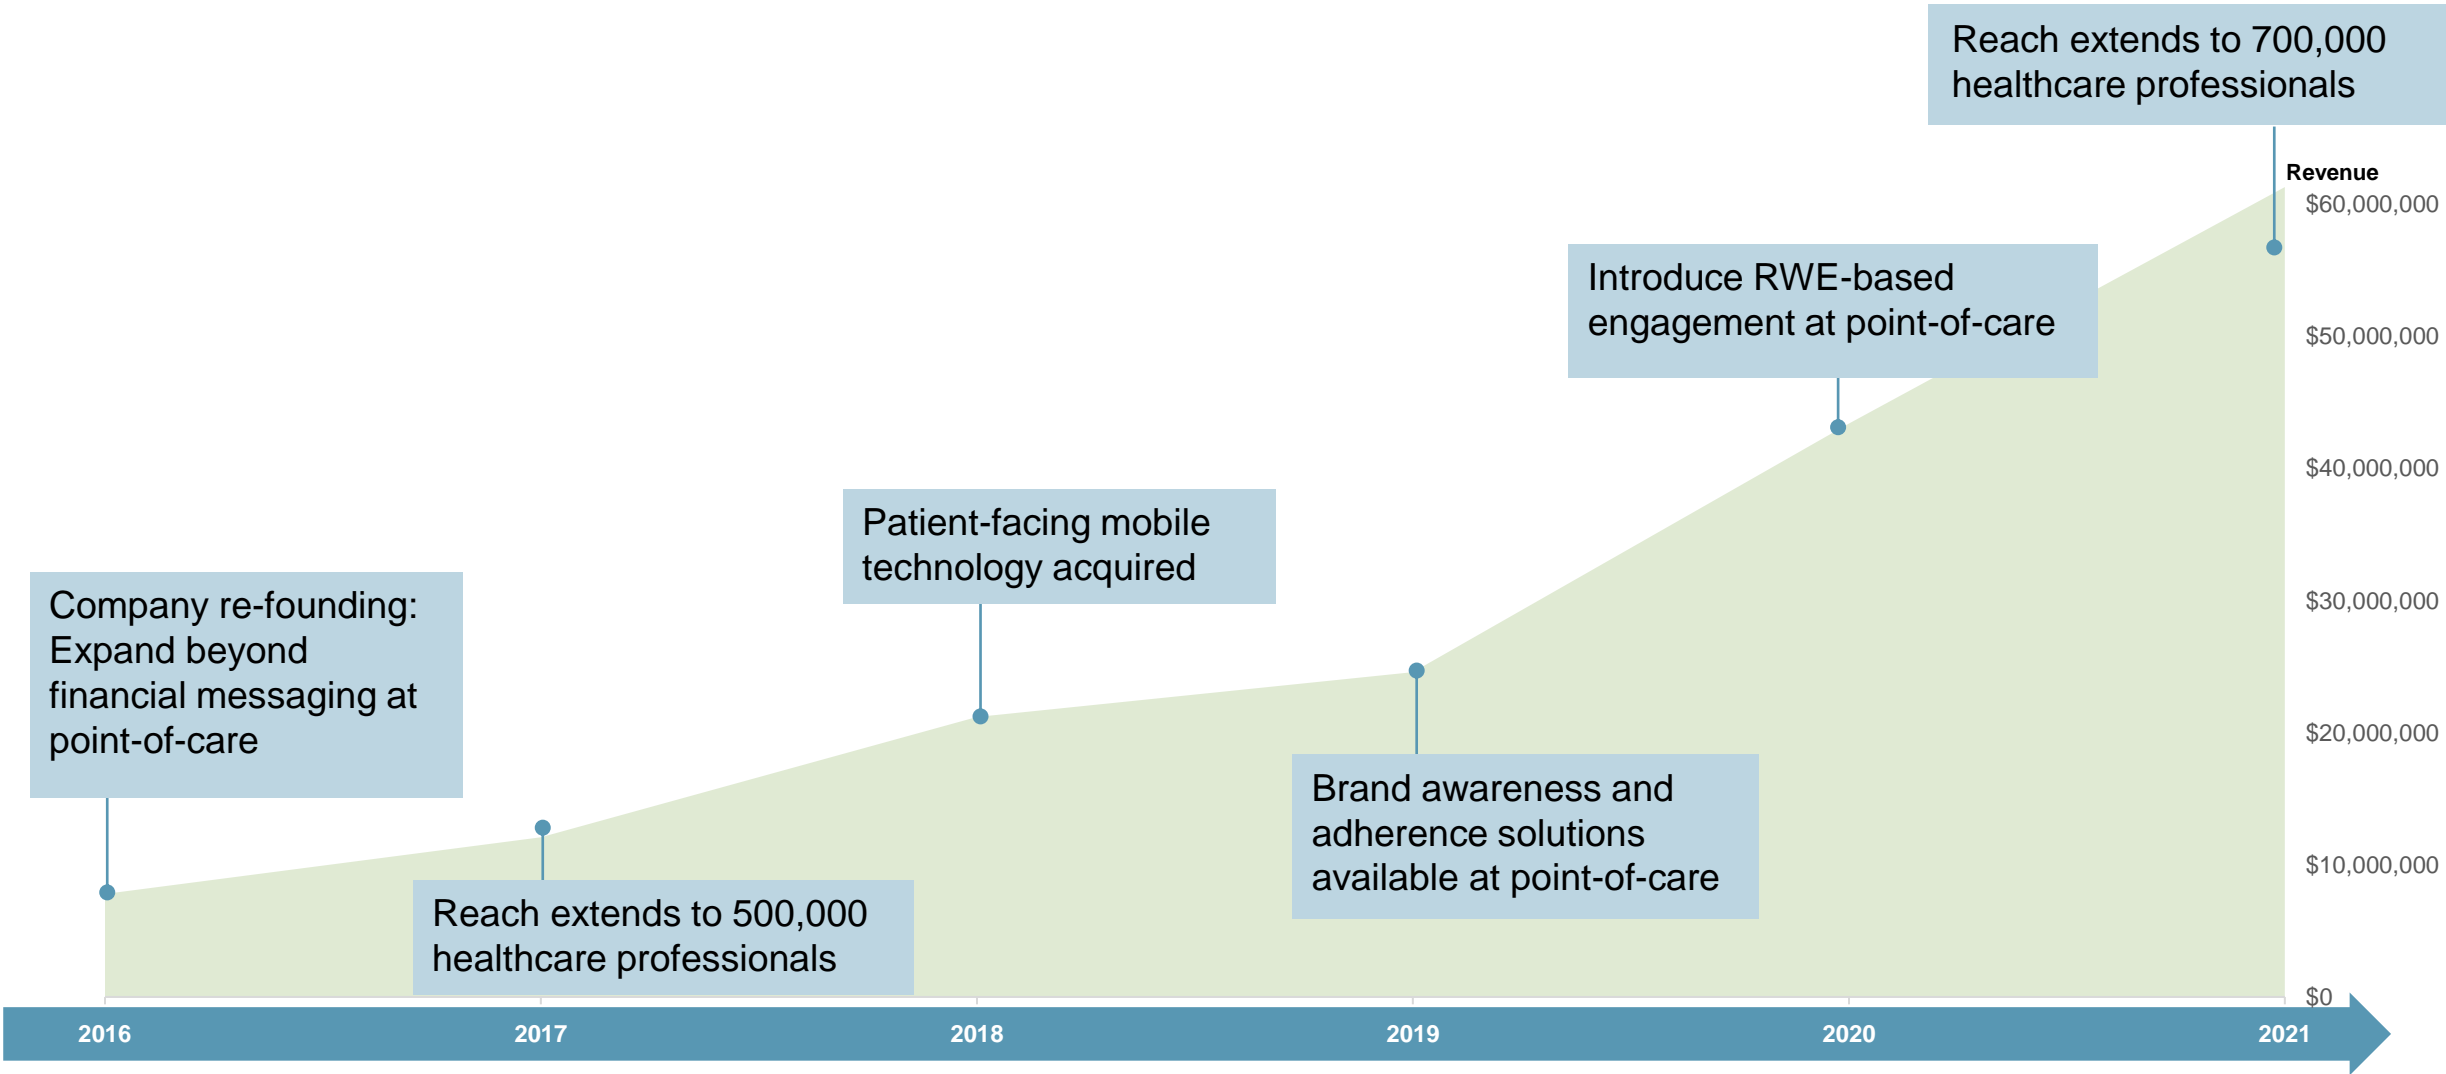 Reach extends to 700,000
healthcare professionals
Revenue
$60,000,000
Introduce RWE-based
engagement at point-of-care
$50,000,000
$40,000,000
Patient-facing mobile
technology acquired
Company re-founding:
Expand beyond
financial messaging at
point-of-care
$30,000,000
$20,000,000
Brand awareness and
adherence solutions
available at point-of-care
$10,000,000
Reach extends to 500,000
healthcare professionals
$0
2016
2017
2018
2019
2020
2021